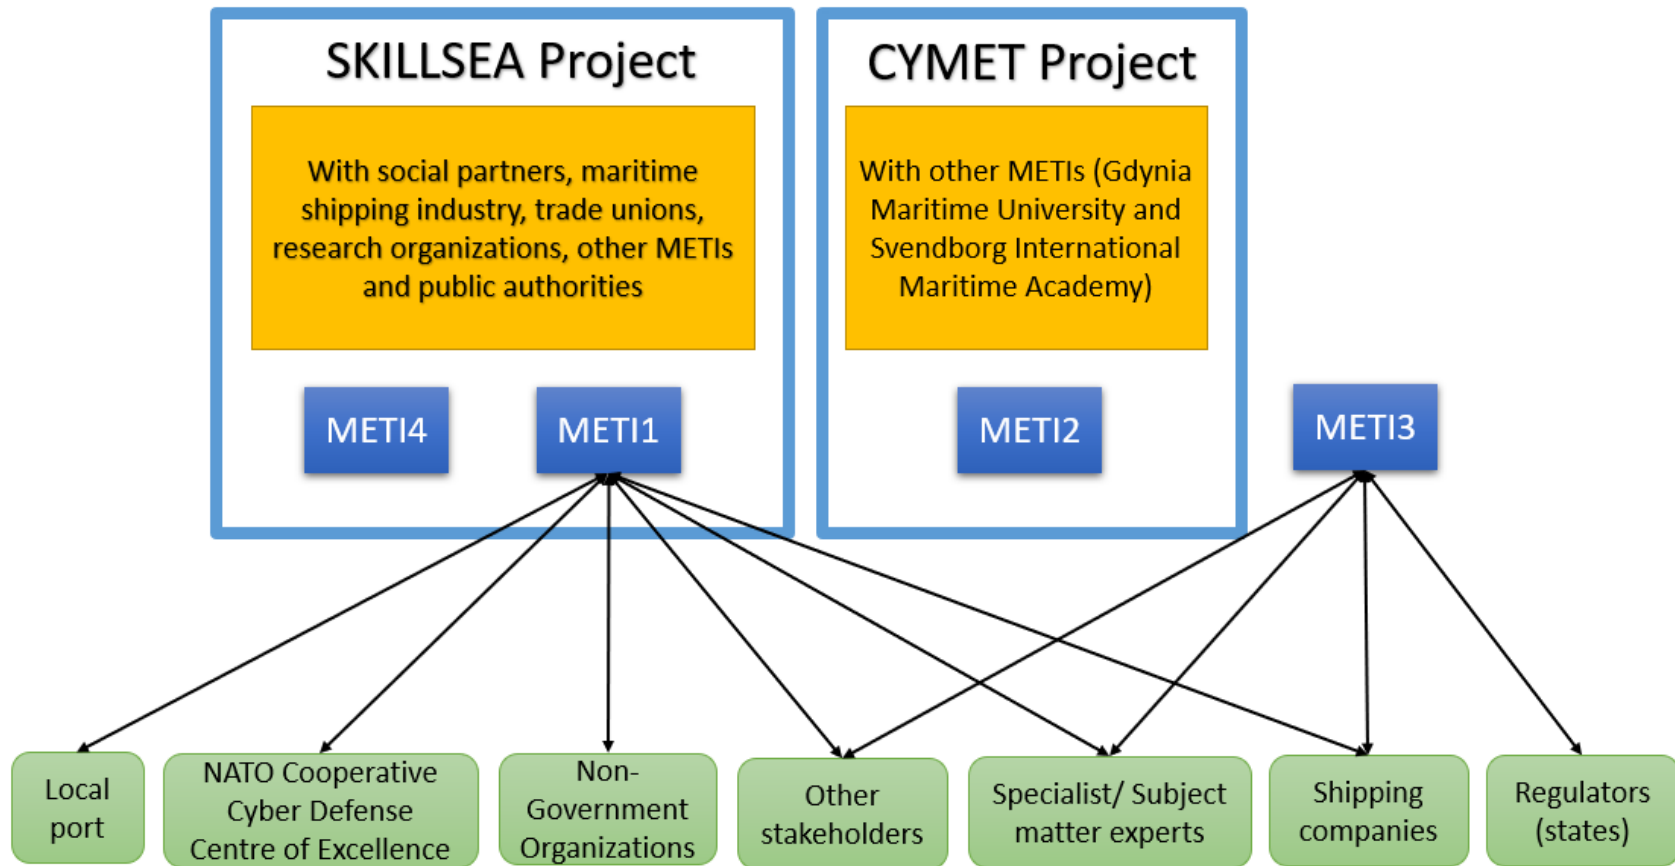 SKILLSEA Project
With social partners, maritime
shipping industry, trade unions,
research organizations, other METIs
and public authorities
CYMET Project
With other METIs (Gdynia
Maritime University and
Svendborg International
Maritime Academy)
METI4
METI1
METI2
METI3
Local
port
NATO Cooperative
Cyber Defense
Centre of Excellence
Non-
Government
Organizations
Other
stakeholders
Specialist/ Subject
matter experts
Shipping
companies
Regulators
(states)